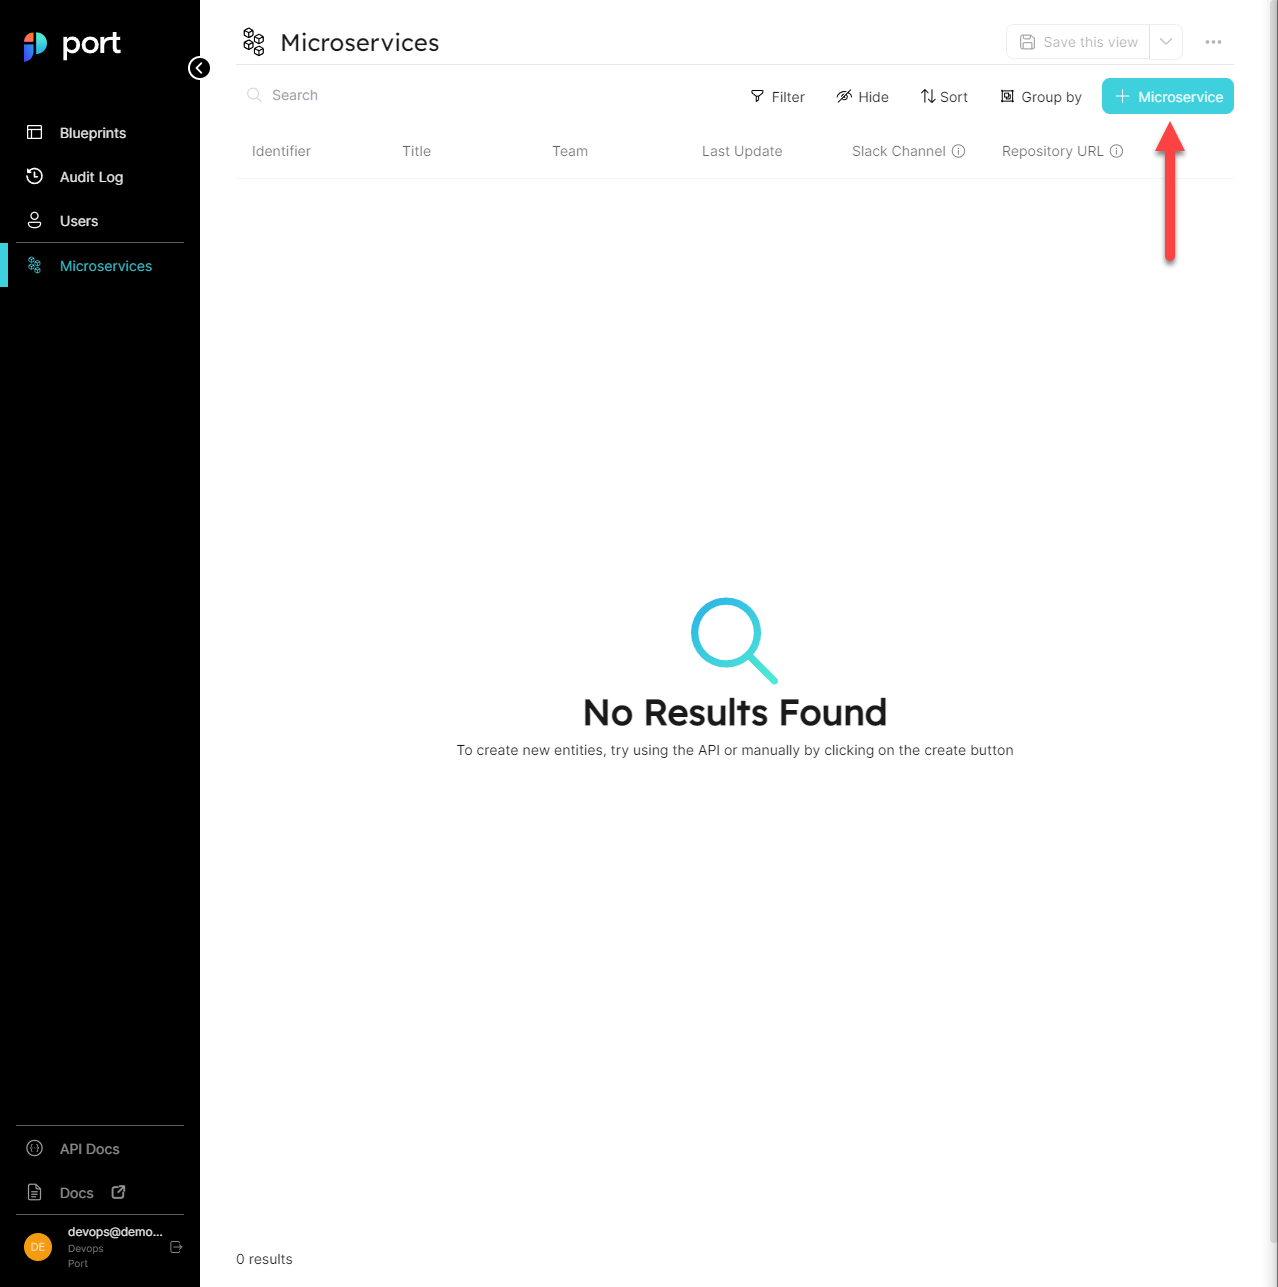 port
Microservices
Save this view
Search
Filter
Hide
Sort
Group by
Microservice
Blueprints
Audit Log
Users
Microservices
Identifier
Title
Team
Last Update
Slack Channel
Repository URL
No Results Found
To create new entities, try using the API or manually by clicking on the create button
API Docs
Docs
devops@demo...
DE
Devops
Port
0 results